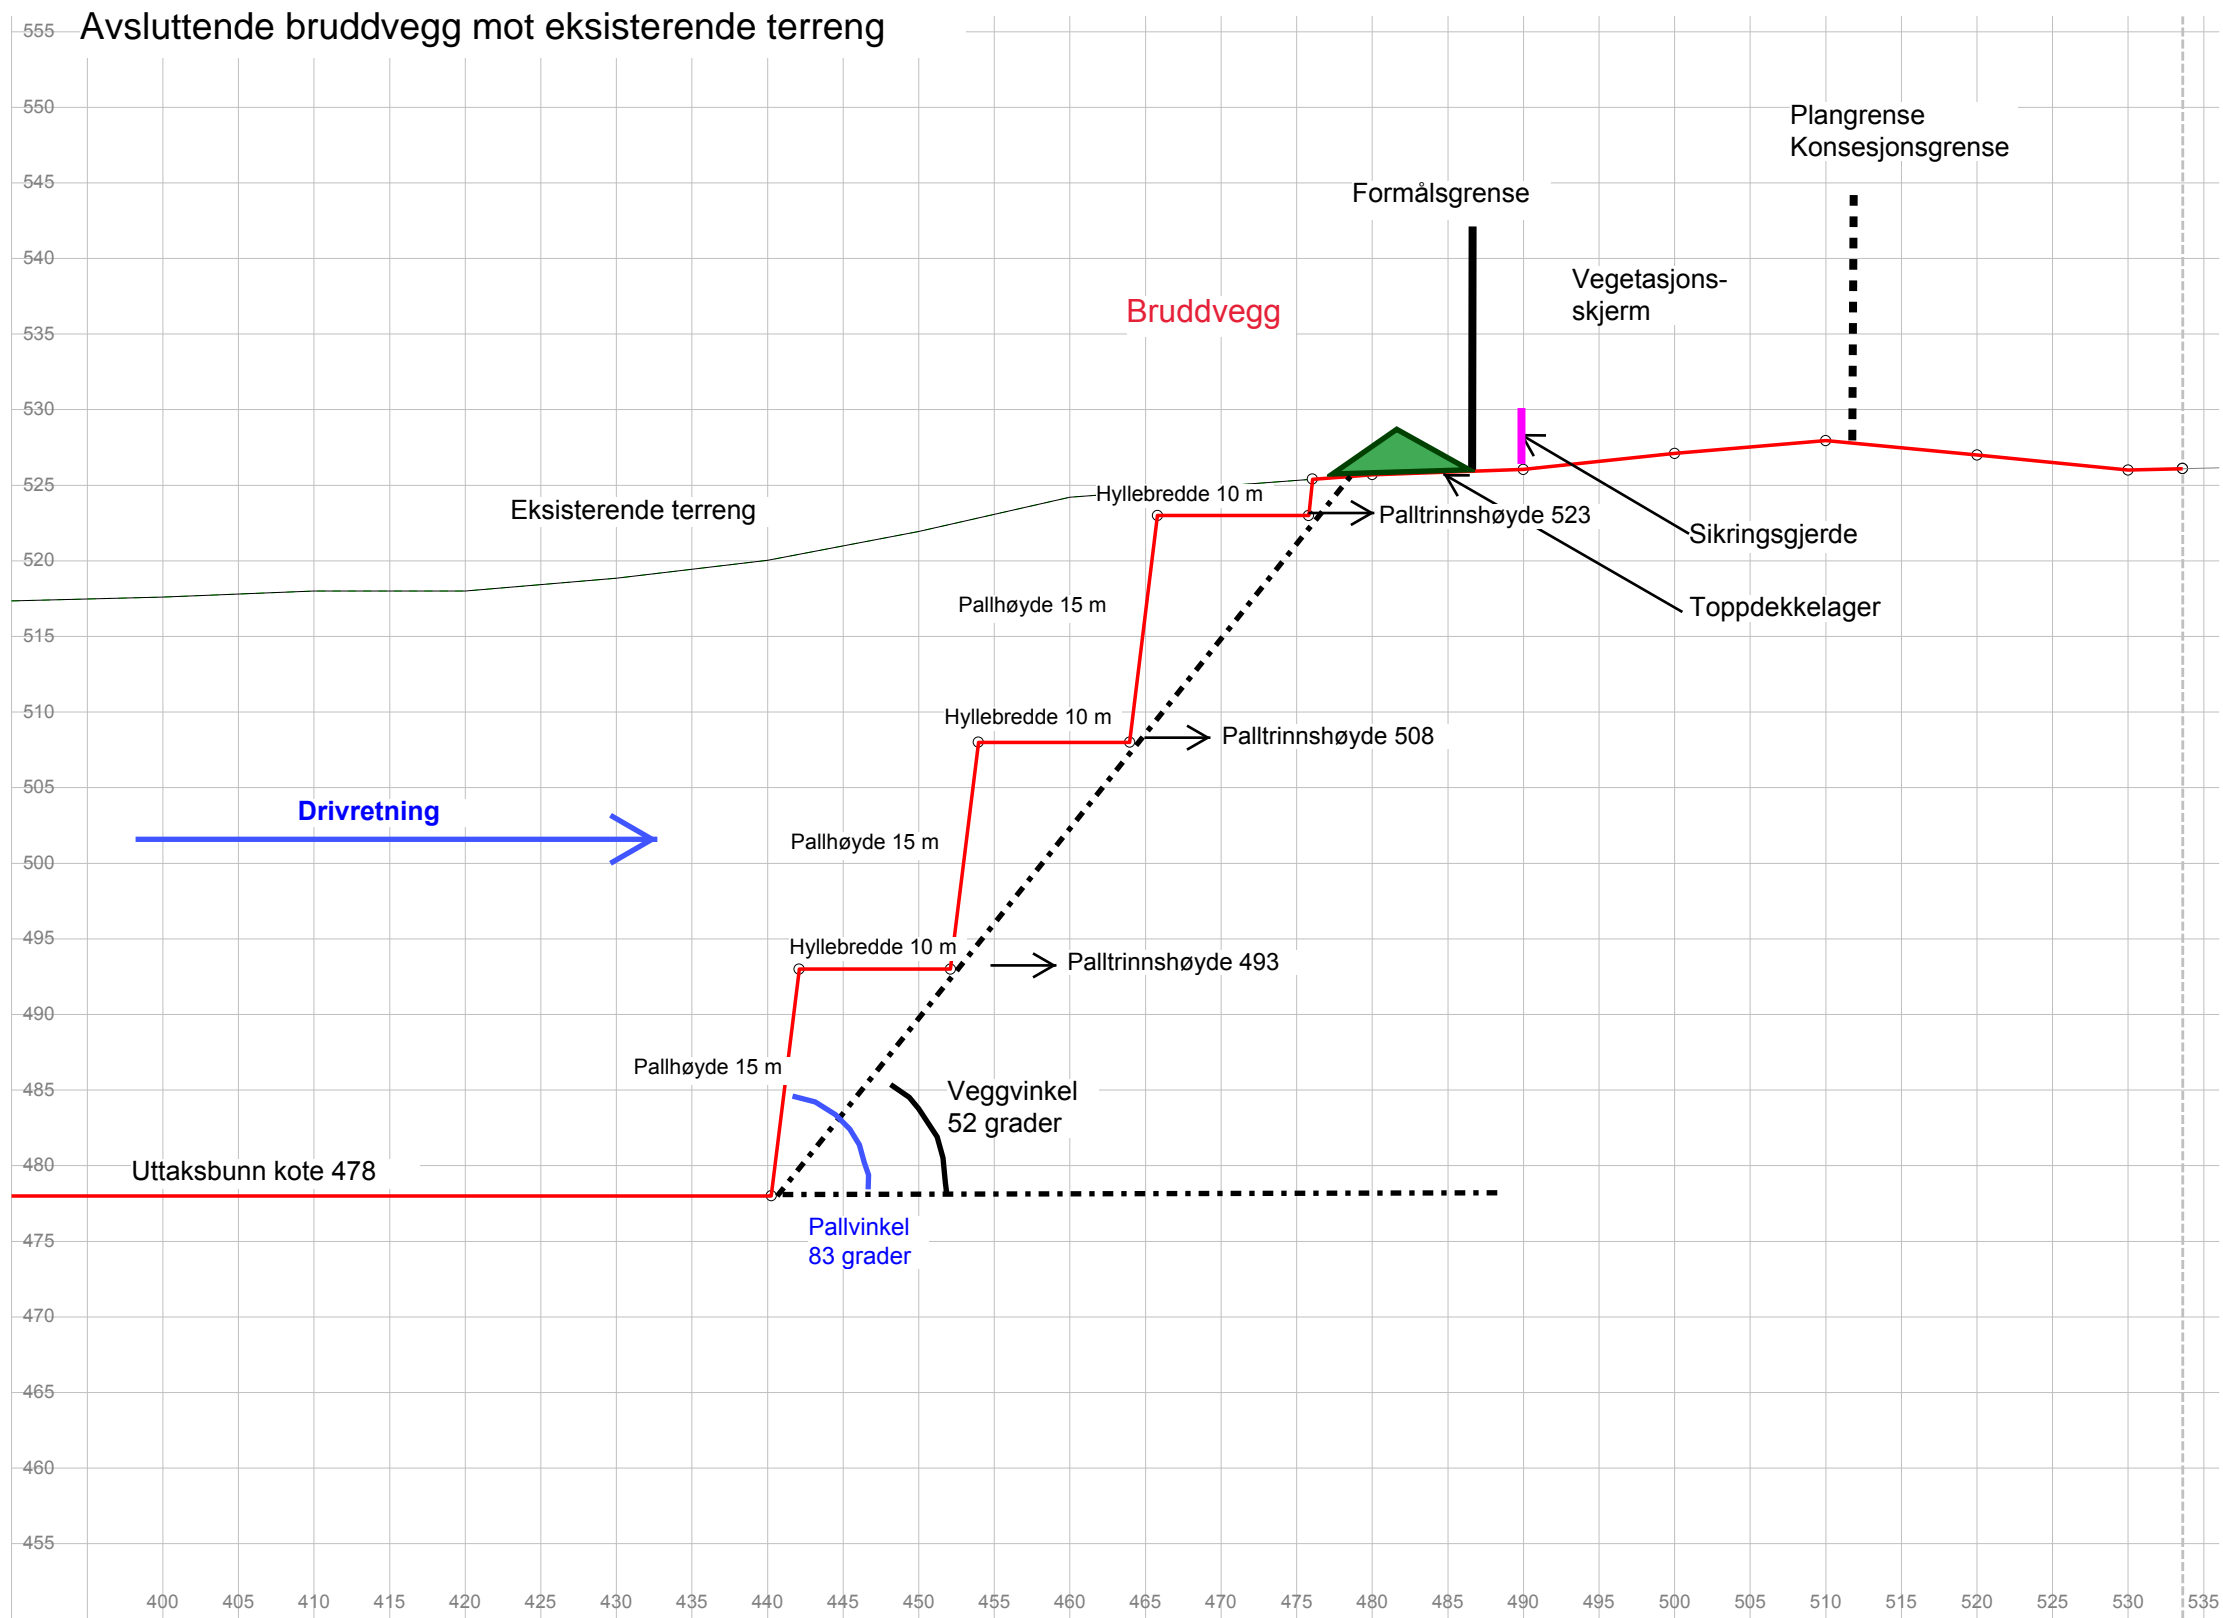 Avsluttende bruddvegg mot eksisterende terreng
555
550
Plangrense
Konsesjonsgrense
545
Formålsgrense
540
Vegetasjons-
skjerm
535
Bruddvegg
530
525
Hyllebredde 10 m
Eksisterende terreng
Palltrinnshøyde 523
Sikringsgjerde
520
Pallhøyde 15 m
Toppdekkelager
515
510
Hyllebredde 10 m
Palltrinnshøyde 508
505
Drivretning
Pallhøyde 15 m
500
495
Hyllebredde 10 m
Palltrinnshøyde 493
490
Pallhøyde 15 m
485
Veggvinkel
52 grader
480
Uttaksbunn kote 478
475
Pallvinkel
83 grader
470
465
460
455
400 405 410 415 420 425 430 435 440 445 450 455 460 465 470 475 480 485 490 495 500 505 510 515 520 525 530 535